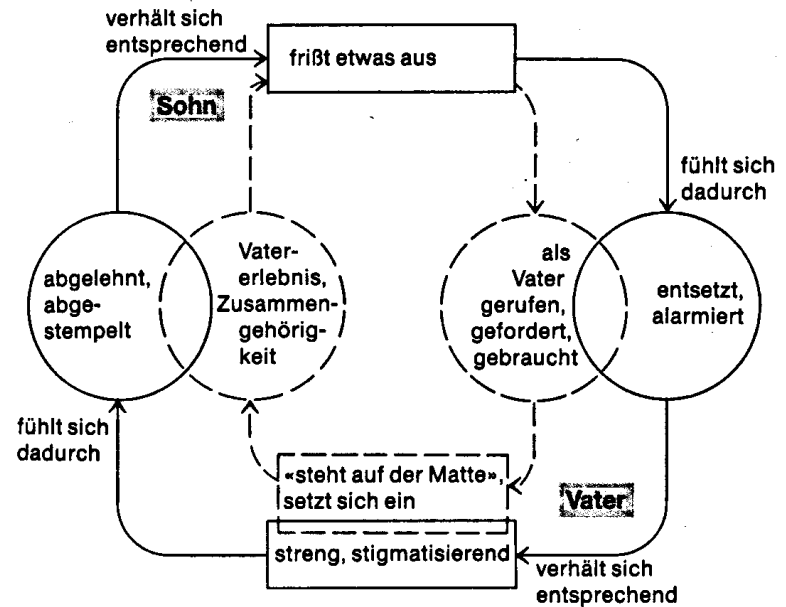 verhält sich
entsprechend
frißt etwas aus
Sohn
fühlt sich
dadurch
abgelehnt,
abge-
stempelt
Vater-
erlebnis,
Zusammen-
gehörig-
keit
als
Vater
gerufen,
gefordert,
gebraucht
entsetzt,
alarmiert
fühlt sich
dadurch
«steht auf der Matte»,
setzt sich ein
Vater
streng, stigmatisierend
verhält sich
entsprechend